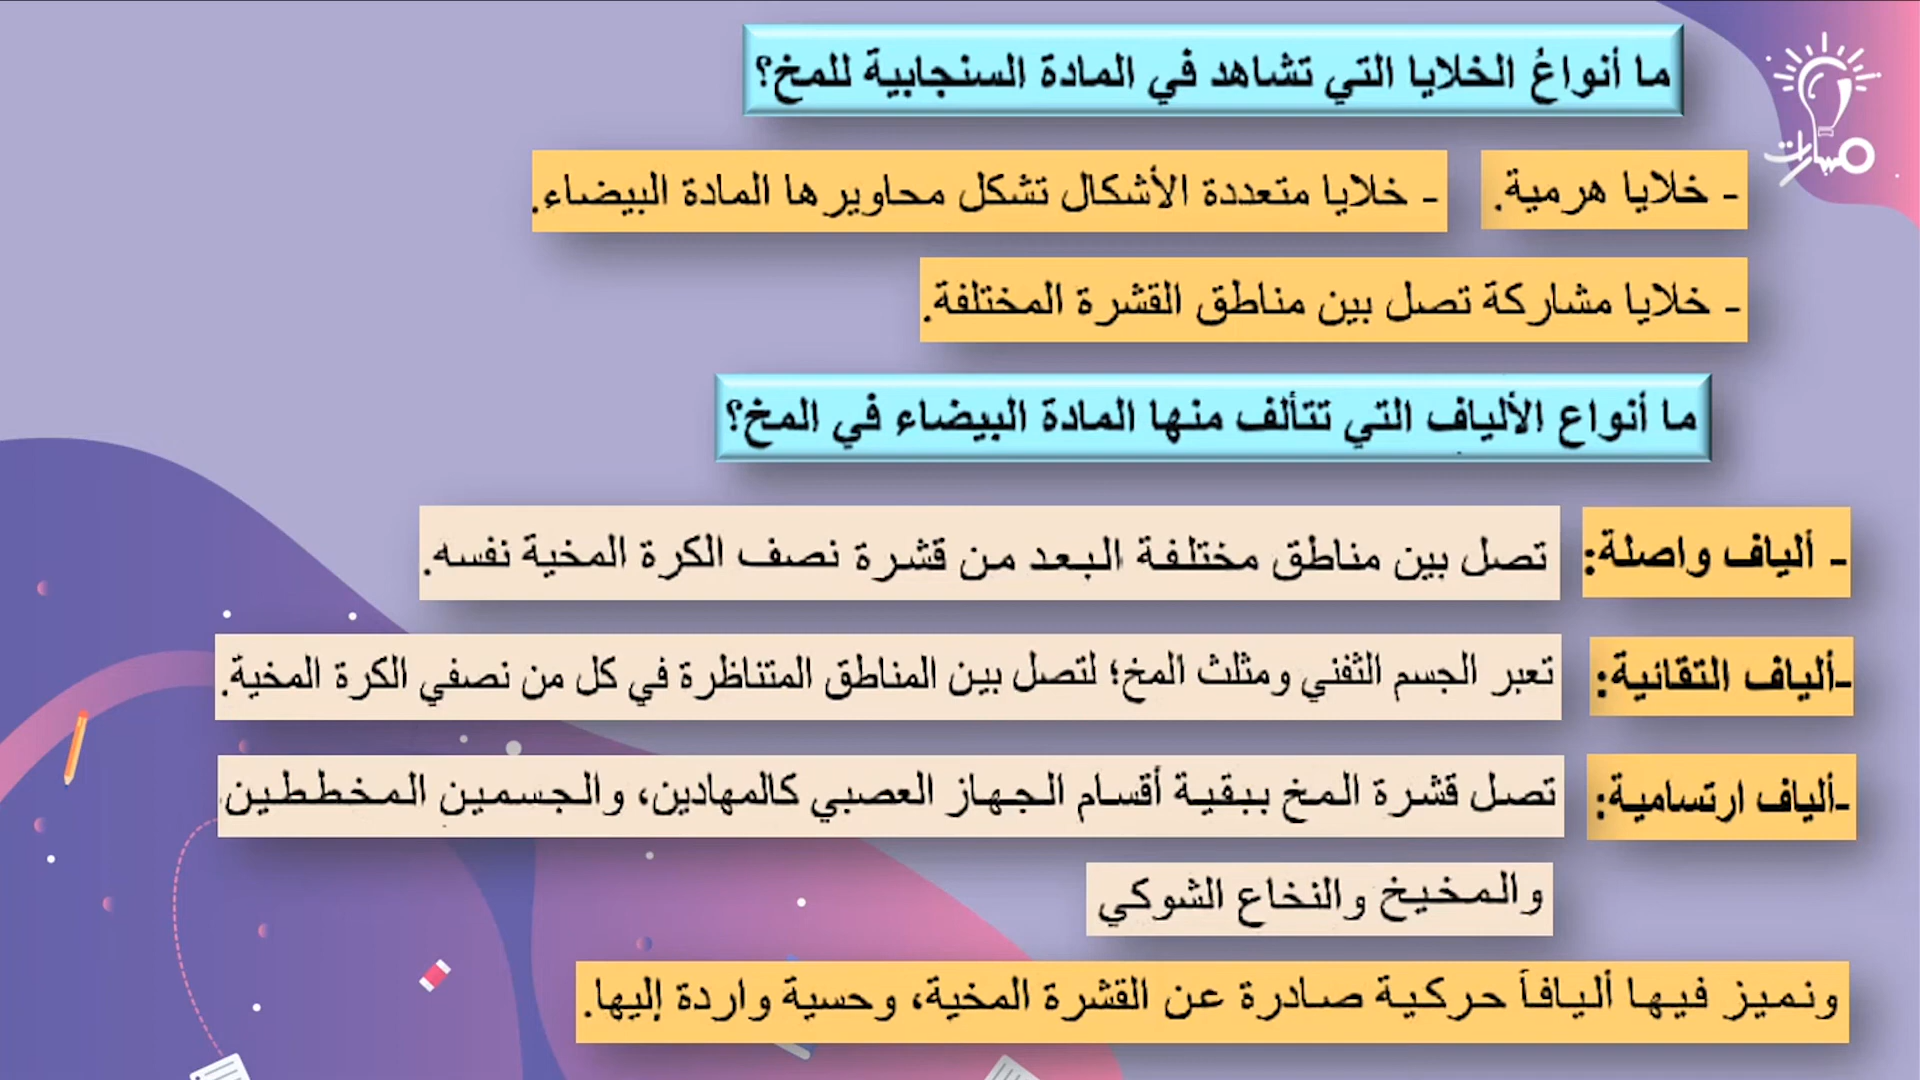 ما أنواعُ الخلايا التي تشاهد في المادة السنجابية للمخ؟
- خلايا هرمية. - خلايا متعددة الأشكال تشكل محاويرها المادة البيضاء.
- خلايا مشاركة تصل بين مناطق القشرة المختلفة.
ما أنواع الألياف التي تتألف منها المادة البيضاء في المخ؟
- ألياف واصلة: تصل بين مناطق مختلفة البعد من قشرة نصف الكرة المخية نفسه.
-ألياف التقائية: تعبر الجسم الثفني ومثلث المخ؛ لتصل بين المناطق المتناظرة في كل من نصفي الكرة المخية.
-ألياف ارتسامية: تصل قشرة المخ ببقية أقسام الجهاز العصبي كالمهادين، والجسمين المخططين
والمخيخ والنخاع الشوكي
ونميز فيها أليافاً حركية صادرة عن القشرة المخية، وحسية واردة إليها.
مسارات